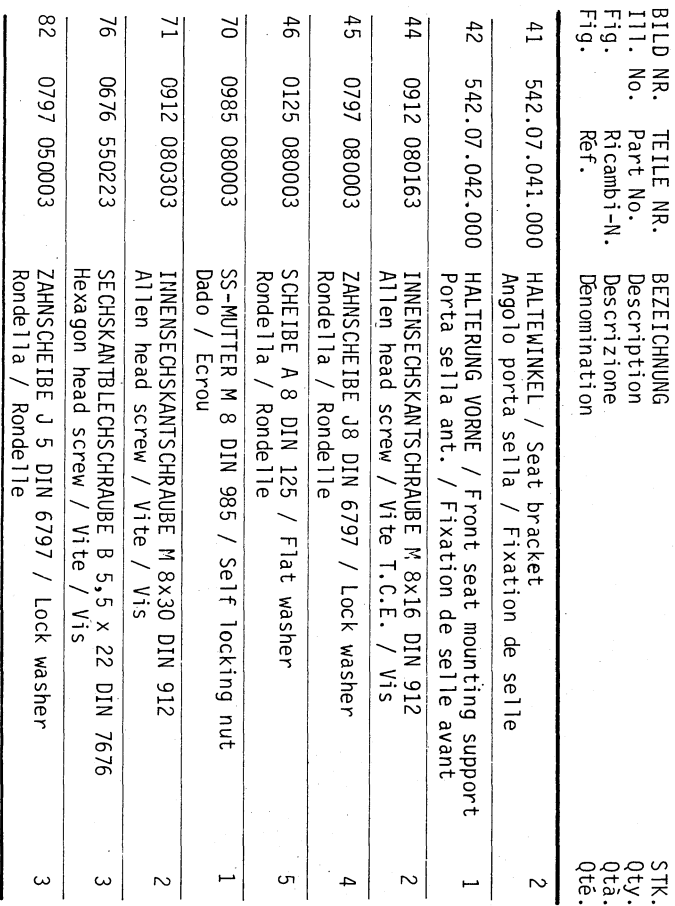 BILD NR. TEILE NR. BEZEICHNUNG STK.
Ill. No. Part No. Description Qty.
Fig. Ricambi-N. Descrizione Qtà.
Fig. Réf. Dénomination Qté.
41 542.07.041.000 HALTEWINKEL / Seat bracket 2
Angolo porta sella / Fixation de selle
42 542.07.042.000 HALTERUNG VORNE / Front seat mounting support 1
Porta sella ant. / Fixation de selle avant
44 0912 080163 INNENSECHSKANTSCHRAUBE M 8x16 DIN 912 2
Allen head screw / Vite T.C.E. / Vis
45 0797 080003 ZAHNSCHEIBE J8 DIN 6797 / Lock washer 4
Rondella / Rondelle
46 0125 080003 SCHEIBE A 8 DIN 125 / Flat washer 5
Rondella / Rondelle
70 0985 080003 SS-MUTTER M 8 DIN 985 / Self locking nut 1
Dado / Ecrou
71 0912 080303 INNENSECHSKANTSCHRAUBE M 8x30 DIN 912 2
Allen head screw / Vite / Vis
76 0676 550223 SECHSKANTBLECHSCHRAUBE B 5,5 x 22 DIN 7676 3
Hexagon head screw / Vite / Vis
82 0797 050003 ZAHNSCHEIBE J 5 DIN 6797 / Lock washer 3
Rondella / Rondelle